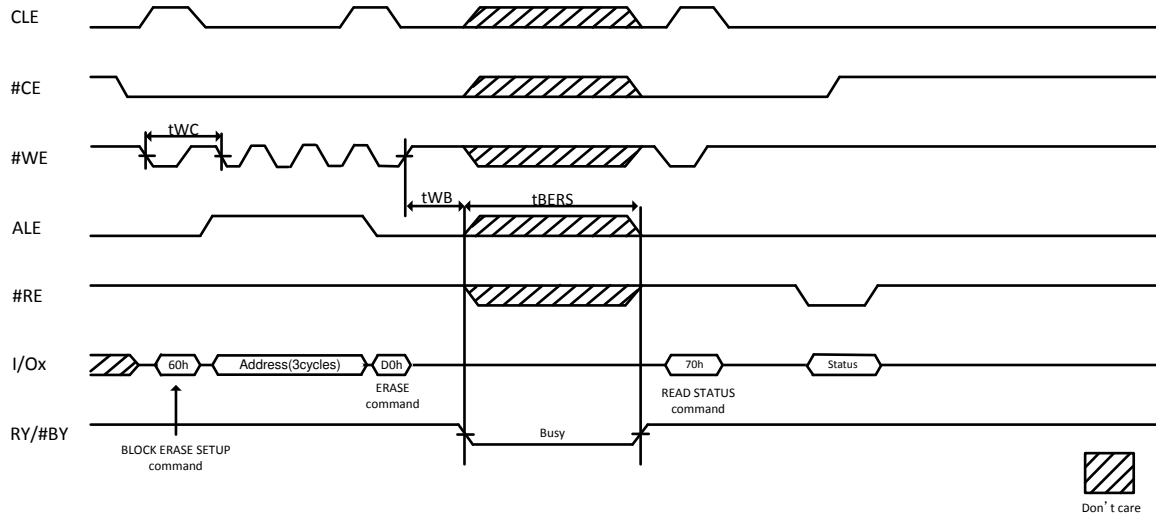 CLE
#CE
tWC
#WE
tWB
tBERS
ALE
#RE
I/Ox
60h
Address(3cycles)
D0h
70h
Status
ERASE
command
READ STATUS
command
RY/#BY
Busy
BLOCK ERASE SETUP
command
Don’t care